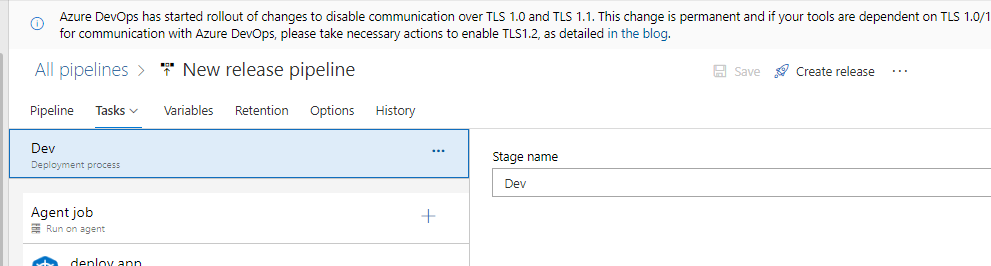 Azure DevOps has started rollout of changes to disable communication over TLS 1.0 and TLS 1.1. This change is permanent and if your tools are dependent on TLS 1.0/1
for communication with Azure DevOps, please take necessary actions to enable TLS1.2, as detailed in the blog.
All pipelines > New release pipeline
Save Create release ...
Pipeline Tasks Variables Retention Options History
Dev ...
Deployment process
Stage name
Dev
Agent job +
Run on agent
deploy app